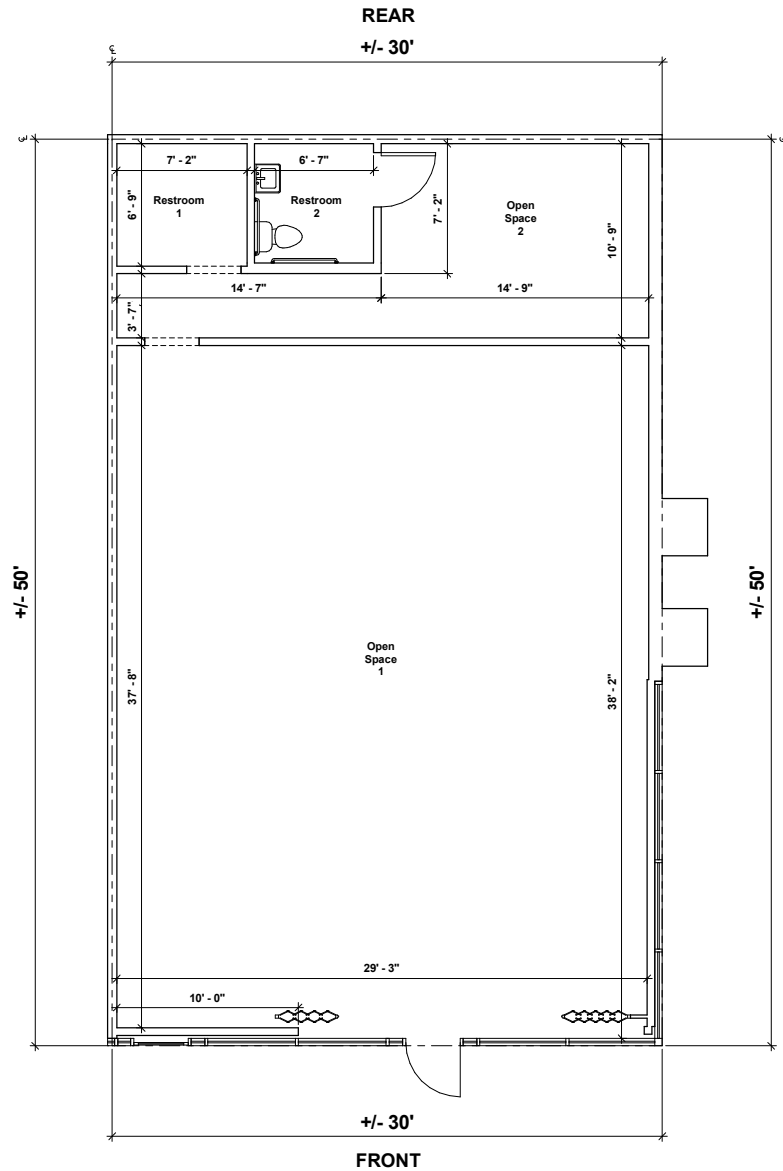 REAR
+/- 30'
℄
℄
℄
7' - 2"
6' - 7"
6' - 9"
Restroom
1
Restroom
2
7' - 2"
Open
Space
2
10' - 9"
14' - 7"
14' - 9"
3' - 7"
+/- 50'
+/- 50'
Open
Space
1
37' - 8"
38' - 2"
29' - 3"
10' - 0"
+/- 30'
FRONT